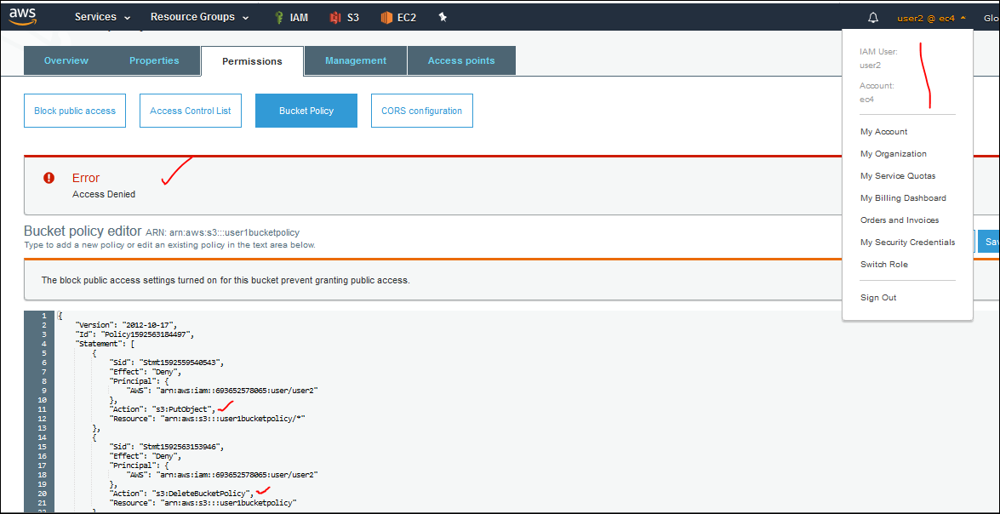 aws Services Resource Groups IAM S3 EC2 user2 @ ec4 Glo
Overview Properties Permissions Management Access points
IAM User:
user2
Account:
ec4
My Account
My Organization
My Service Quotas
My Billing Dashboard
Orders and Invoices
My Security Credentials
Switch Role
Sign Out
Block public access Access Control List Bucket Policy CORS configuration
Error
Access Denied
Bucket policy editor ARN: arn:aws:s3:::user1bucketpolicy
Type to add a new policy or edit an existing policy in the text area below.
Sav
The block public access settings turned on for this bucket prevent granting public access.
1 {
2 "Version": "2012-10-17",
3 "Id": "Policy1592563184497",
4 "Statement": [
5 {
6 "Sid": "Stmt1592559540543",
7 "Effect": "Deny",
8 "Principal": {
9 "AWS": "arn:aws:iam::693652578065:user/user2"
10 },
11 "Action": "s3:PutObject",
12 "Resource": "arn:aws:s3:::user1bucketpolicy/*"
13 },
14 {
15 "Sid": "Stmt1592563153946",
16 "Effect": "Deny",
17 "Principal": {
18 "AWS": "arn:aws:iam::693652578065:user/user2"
19 },
20 "Action": "s3:DeleteBucketPolicy",
21 "Resource": "arn:aws:s3:::user1bucketpolicy"
22 }